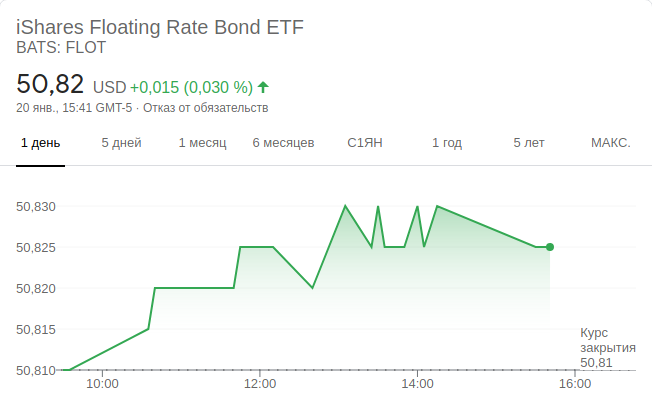 iShares Floating Rate Bond ETF
BATS: FLOT
50,82 USD +0,015 (0,030 %)
20 янв., 15:41 GMT-5 · Отказ от обязательств
1 день 5 дней 1 месяц 6 месяцев С1ЯН 1 год 5 лет МАКС.
50,830
50,825
50,820
50,815
50,810
Курс
закрытия
50,81
10:00 12:00 14:00 16:00